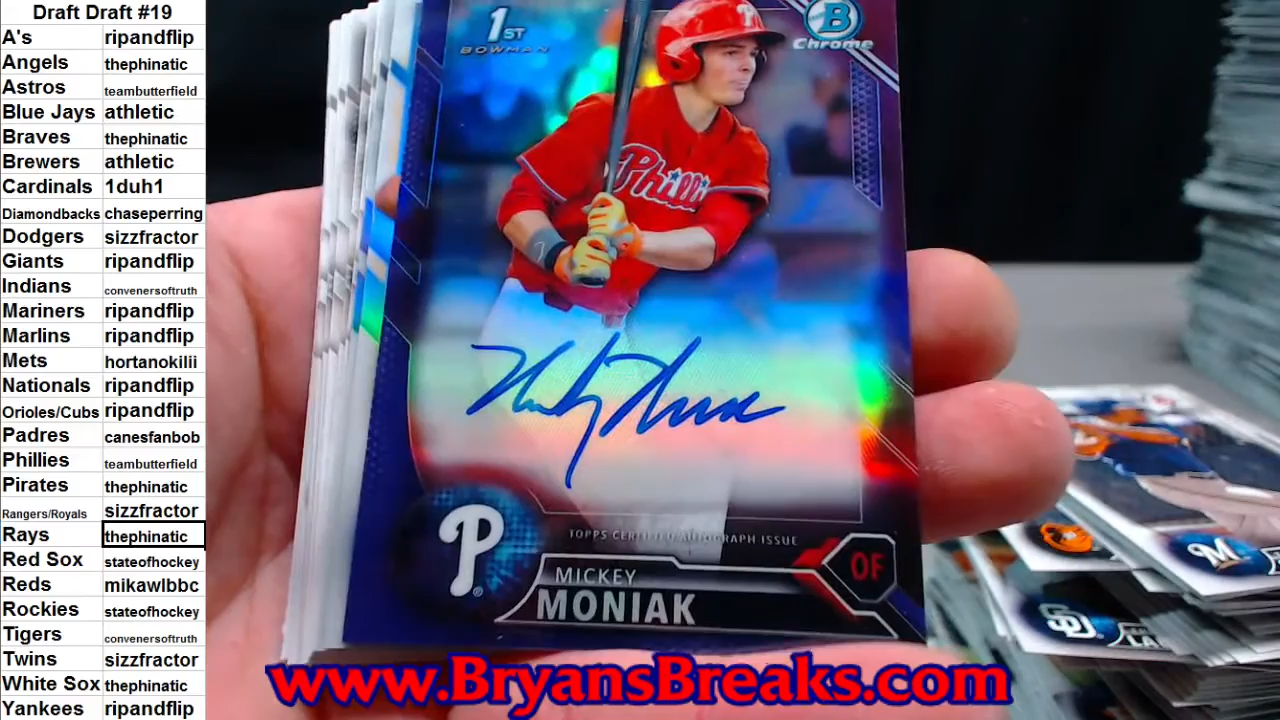 Draft Draft #19
A's ripandflip
Angels thephinatic
Astros teambutterfield
Blue Jays athletic
Braves thephinatic
Brewers athletic
Cardinals 1duh1
Diamondbacks chaseperring
Dodgers sizzfractor
Giants ripandflip
Indians convenersoftruth
Mariners ripandflip
Marlins ripandflip
Mets hortanokilii
Nationals ripandflip
Orioles/Cubs ripandflip
Padres canesfanbob
Phillies teambutterfield
Pirates thephinatic
Rangers/Royals sizzfractor
Rays thephinatic
Red Sox stateofhockey
Reds mikawlbbc
Rockies stateofhockey
Tigers convenersoftruth
Twins sizzfractor
White Sox thephinatic
Yankees ripandflip
1ST
BOWMAN
B
Chrome
P
Phillies
P
TOPPS CERTIFIED AUTOGRAPH ISSUE
MICKEY
MONIAK
OF
SD
M
www.BryansBreaks.com